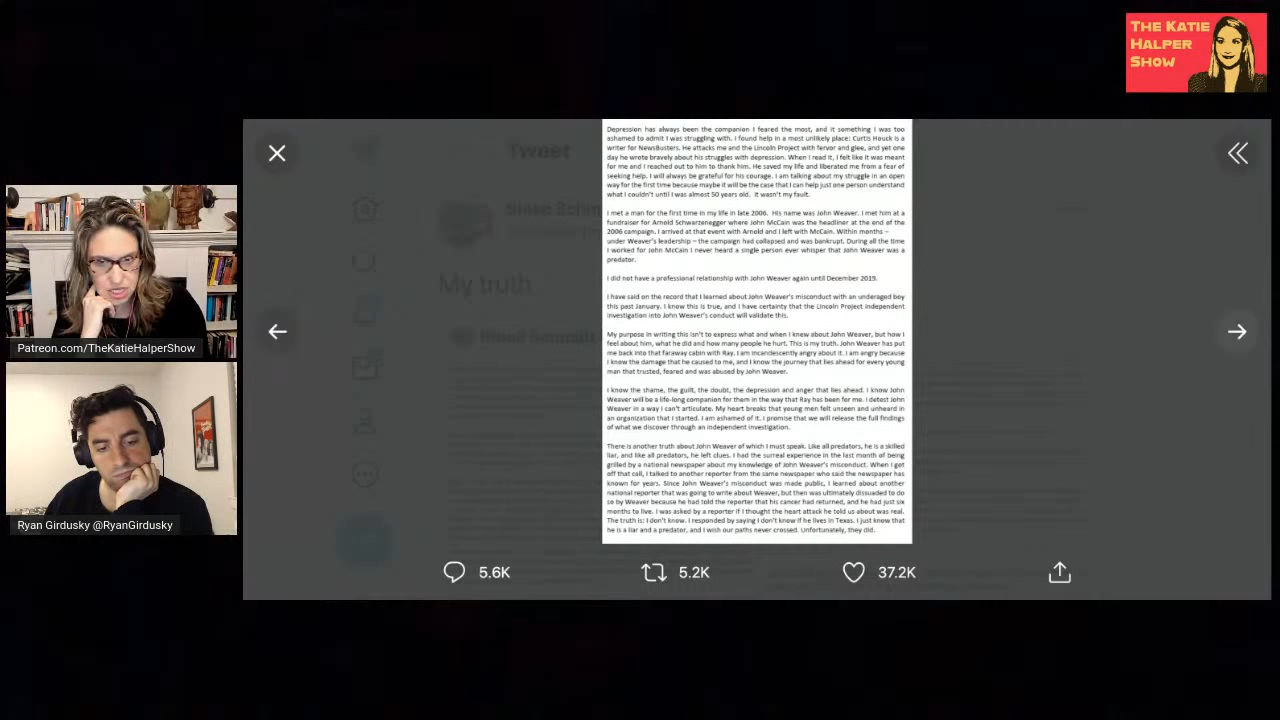 THE KATIE
HALPER
SHOW
Tweet
My truth
Depression has always been the companion I feared the most, and it something I was too
ashamed to admit I was struggling with. I found help in a most unlikely place: Curtis Houck is a
writer for NewsBusters. He attacks me and the Lincoln Project with fervor and glee, and yet one
day he wrote bravely about his struggles with depression. When I read it, I felt like it was meant
for me and I reached out to him to thank him. He saved my life and liberated me from a fear of
seeking help. I will always be grateful for his courage. I am talking about my struggle in an open
way for the first time because maybe it will be the case that I can help just one person understand
what I couldn't until I was almost 50 years old. It wasn't my fault.
I met a man for the first time in my life in late 2006. His name was John Weaver. I met him at a
fundraiser for Arnold Schwarzenegger where John McCain was the headliner at the end of the
2006 campaign. I arrived at that event with Arnold and I left with McCain. Within months –
under Weaver's leadership – the campaign had collapsed and was bankrupt. During all the time
I worked for John McCain I never heard a single person ever whisper that John Weaver was a
predator.
I did not have a professional relationship with John Weaver again until December 2019.
I have said on the record that I learned about John Weaver's misconduct with an underaged boy
this past January. I know this is true, and I have certainty that the Lincoln Project independent
investigation into John Weaver's conduct will validate this.
My purpose in writing this isn't to express what and when I knew about John Weaver, but how I
feel about him, what he did and how many people he hurt. This is my truth. John Weaver has put
me back into that faraway cabin with Ray. I am incandescently angry about it. I am angry because
I know the damage that he caused to me, and I know the journey that lies ahead for every young
man that trusted, feared and was abused by John Weaver.
I know the shame, the guilt, the doubt, the depression and anger that lies ahead. I know John
Weaver will be a life-long companion for them in the way that Ray has been for me. I detest John
Weaver in a way I can't articulate. My heart breaks that young men felt unseen and unheard in
an organization that I started. I am ashamed of it. I promise that we will release the full findings
of what we discover through an independent investigation.
There is another truth about John Weaver of which I must speak. Like all predators, he is a skilled
liar, and like all predators, he left clues. I had the surreal experience in the last month of being
grilled by a national newspaper about my knowledge of John Weaver's misconduct. When I got
off that call, I talked to another reporter from the same newspaper who said the newspaper has
known for years. Since John Weaver's misconduct was made public, I learned about another
national reporter that was going to write about Weaver, but then was ultimately dissuaded to do
so by Weaver because he had told the reporter that his cancer had returned, and he had just six
months to live. I was asked by a reporter if I thought the heart attack he told us about was real.
The truth is: I don't know. I responded by saying I don't know if he lives in Texas. I just know that
he is a liar and a predator, and I wish our paths never crossed. Unfortunately, they did.
5.6K
5.2K
37.2K
Patreon.com/TheKatieHalperShow
Ryan Girdusky @RyanGirdusky